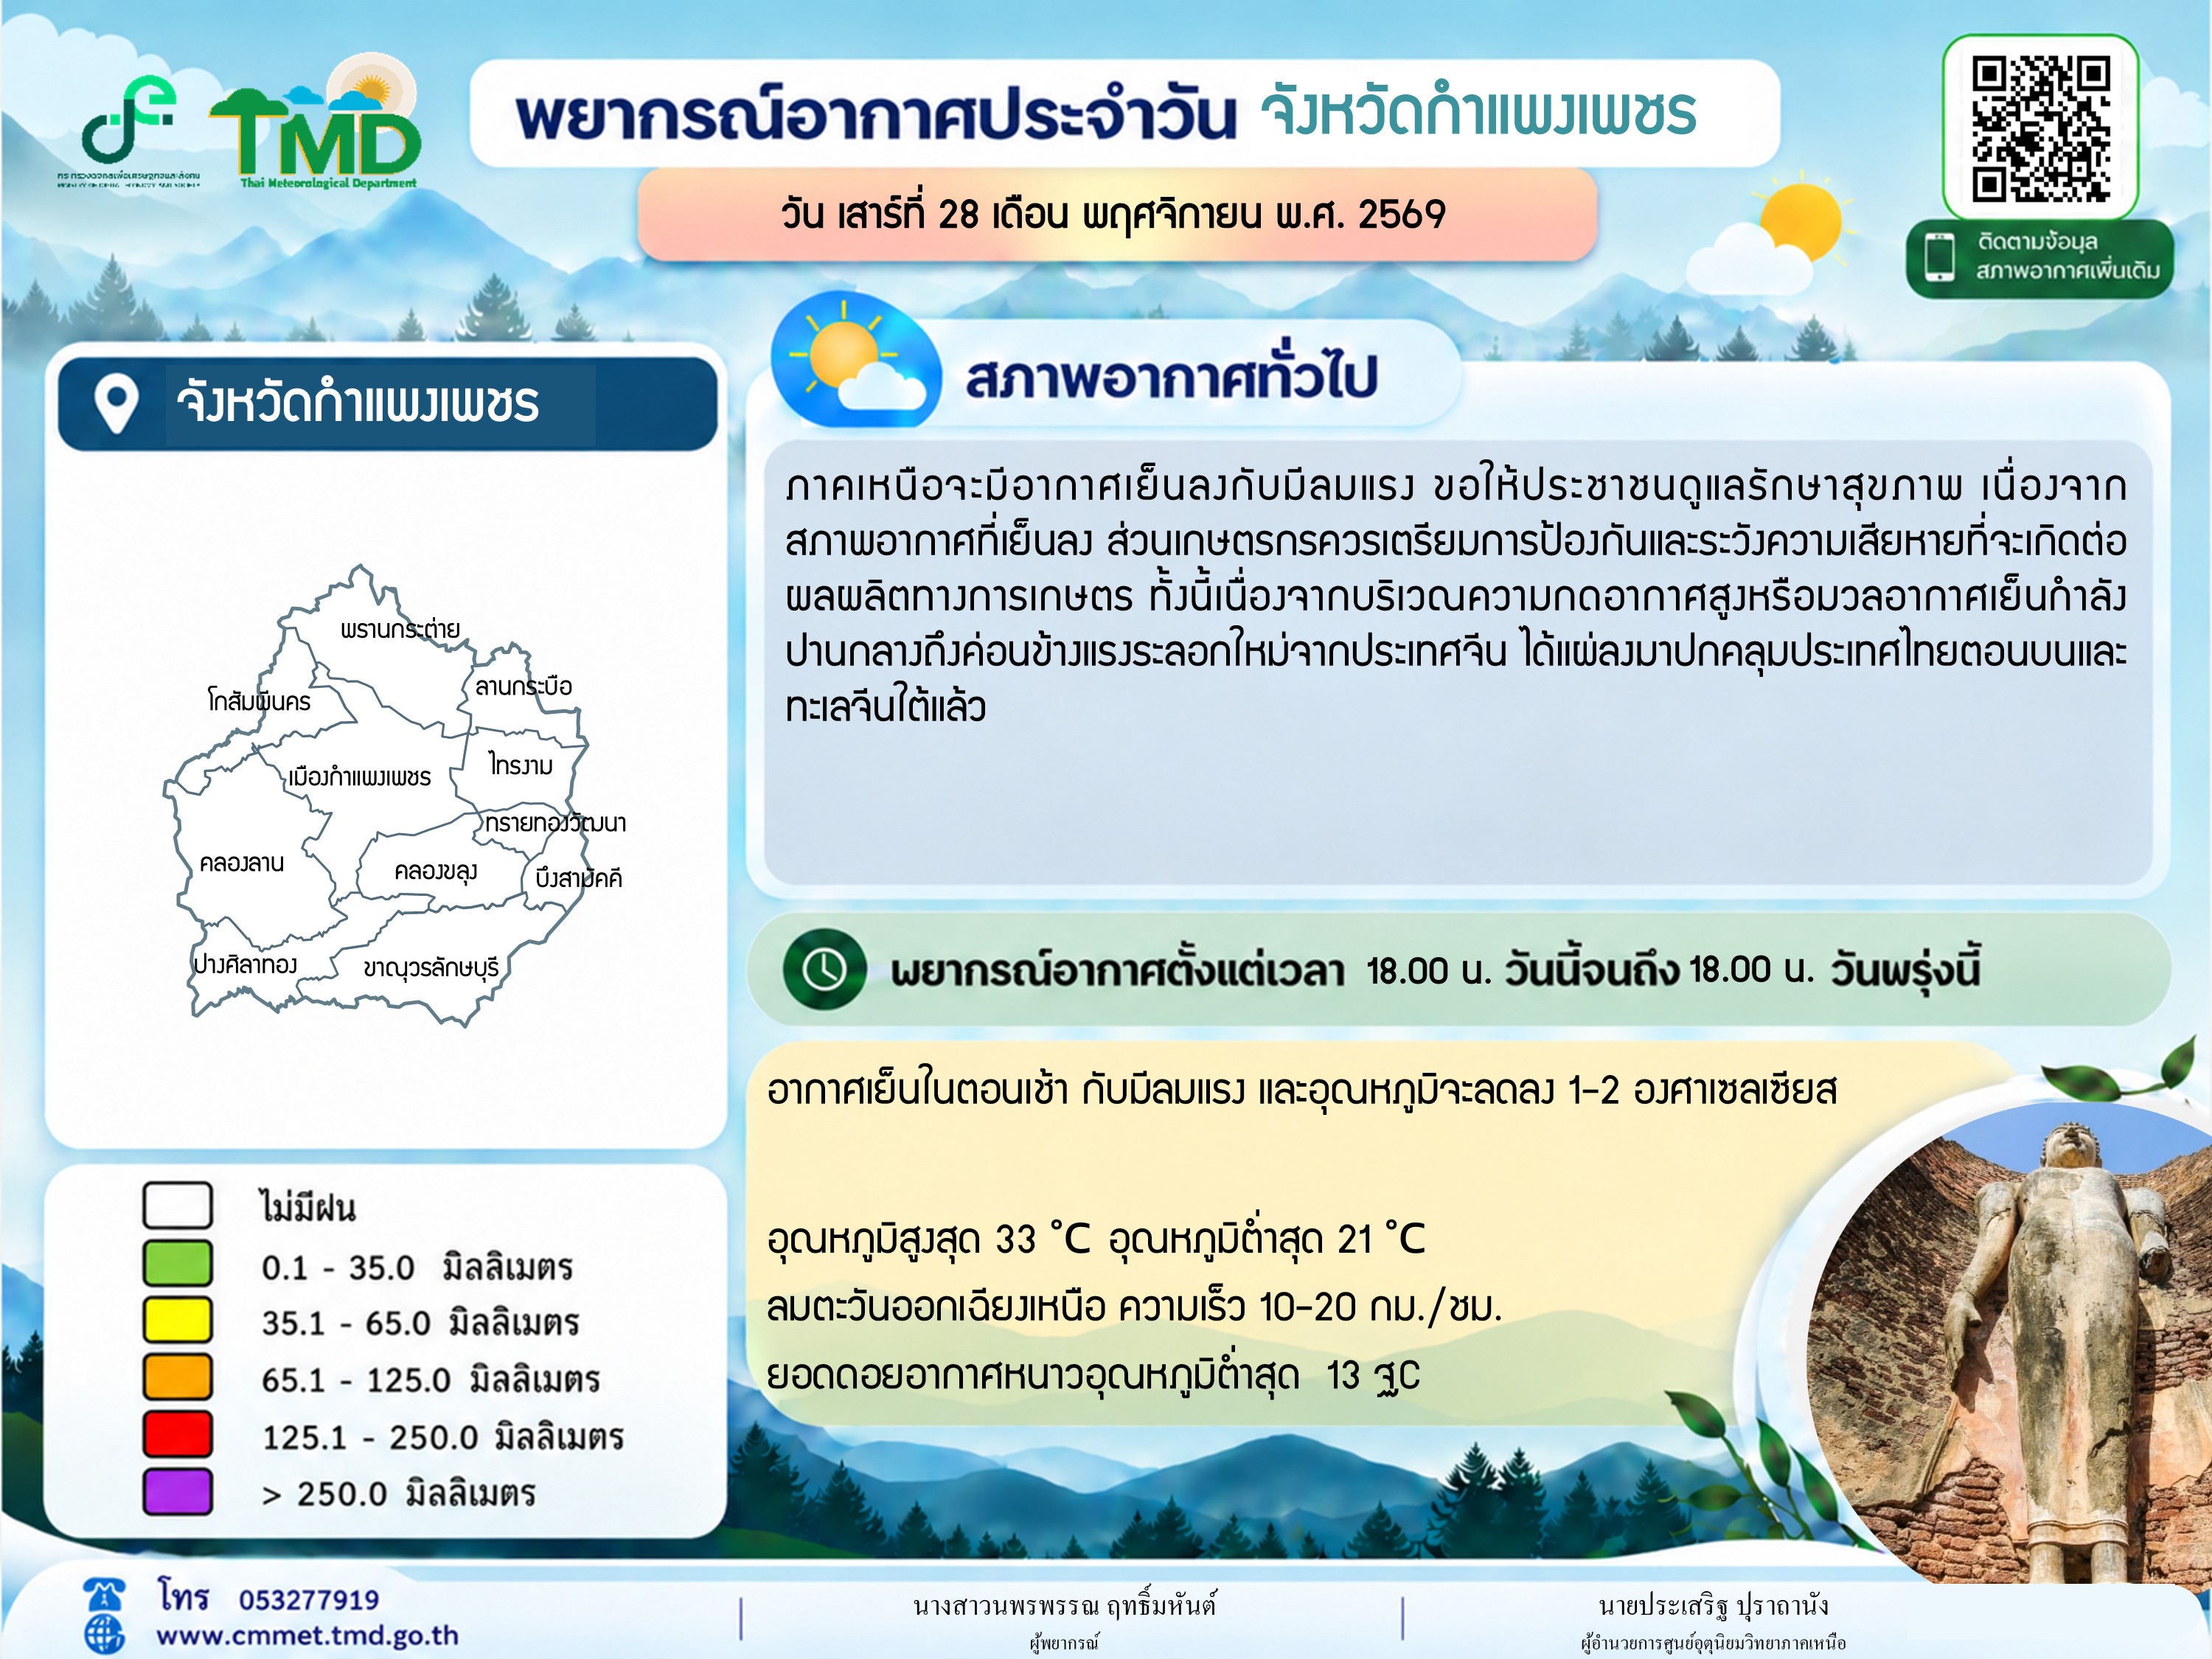 พยากรณ์อากาศประจำวัน จังหวัดกำแพงเพชร
TMD
Thai Meteorological Department
วัน เสาร์ที่ 28 เดือน พฤศจิกายน พ.ศ. 2569
ติดตามข้อมูล
สภาพอากาศเพิ่มเติม
จังหวัดกำแพงเพชร
พรานกระต่าย
ลานกระบือ
โกสัมพีนคร
ไทรงาม
เมืองกำแพงเพชร
ทรายทองวัฒนา
คลองลาน
คลองขลุง
บึงสามัคคี
ปางศิลาทอง
ขาณุวรลักษบุรี
ไม่มีฝน
0.1 - 35.0 มิลลิเมตร
35.1 - 65.0 มิลลิเมตร
65.1 - 125.0 มิลลิเมตร
125.1 - 250.0 มิลลิเมตร
> 250.0 มิลลิเมตร
สภาพอากาศทั่วไป
ภาคเหนือจะมีอากาศเย็นลงกับมีลมแรง ขอให้ประชาชนดูแลรักษาสุขภาพ เนื่องจาก
สภาพอากาศที่เย็นลง ส่วนเกษตรกรควรเตรียมการป้องกันและระวังความเสียหายที่จะเกิดต่อ
ผลผลิตทางการเกษตร ทั้งนี้เนื่องจากบริเวณความกดอากาศสูงหรือมวลอากาศเย็นกำลัง
ปานกลางถึงค่อนข้างแรงระลอกใหม่จากประเทศจีน ได้แผ่ลงมาปกคลุมประเทศไทยตอนบนและ
ทะเลจีนใต้แล้ว
พยากรณ์อากาศตั้งแต่เวลา 18.00 น. วันนี้จนถึง 18.00 น. วันพรุ่งนี้
อากาศเย็นในตอนเช้า กับมีลมแรง และอุณหภูมิจะลดลง 1-2 องศาเซลเซียส
อุณหภูมิสูงสุด 33 °C อุณหภูมิต่ำสุด 21 °C
ลมตะวันออกเฉียงเหนือ ความเร็ว 10-20 กม./ชม.
ยอดดอยอากาศหนาวอุณหภูมิต่ำสุด 13 ฐC
โทร 053277919
www.cmmet.tmd.go.th
นางสาวนพรพรรณ ฤทธิ์มหันต์
ผู้พยากรณ์
นายประเสริฐ ปุราถานัง
ผู้อำนวยการศูนย์อุตุนิยมวิทยาภาคเหนือ